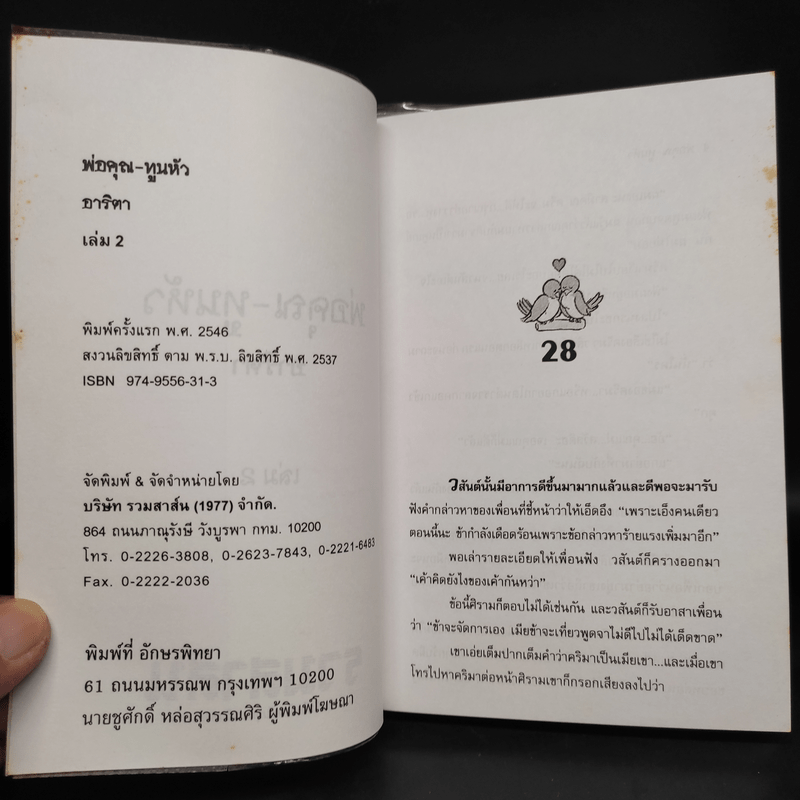 พ่อคุณ-ทูนหัว
อาริตา
เล่ม 2
พิมพ์ครั้งแรก พ.ศ. 2546
สงวนลิขสิทธิ์ ตาม พ.ร.บ. ลิขสิทธิ์ พ.ศ. 2537
ISBN 974-9556-31-3
จัดพิมพ์ & จัดจำหน่ายโดย
บริษัท รวมสาส์น (1977) จำกัด.
864 ถนนภาณุรังษี วังบูรพา กทม. 10200
โทร. 0-2226-3808, 0-2623-7843, 0-2221-6483
Fax. 0-2222-2036
พิมพ์ที่ อักษรพิทยา
61 ถนนมหรรณพ กรุงเทพฯ 10200
นายชูศักดิ์ หล่อสุวรรณศิริ ผู้พิมพ์โฆษณา
28
วสันต์นั้นมีอาการดีขึ้นมามากแล้วและดีพอจะมารับ
ฟังคำกล่าวหาของเพื่อนที่ชี้หน้าว่าให้เอ็ดอึง "เพราะเอ็งคนเดียว
ตอนนี้นะ ข้ากำลังเดือดร้อนเพราะข้อกล่าวหาร้ายแรงเพิ่มมาอีก"
พอเล่ารายละเอียดให้เพื่อนฟัง วสันต์ก็ครางออกมา
"เค้าคิดยังไงของเค้ากันหว่า"
ข้อนี้ศิรามก็ตอบไม่ได้เช่นกัน และวสันต์ก็รับอาสาเพื่อน
ว่า "ข้าจะจัดการเอง เมียข้าจะเที่ยวพูดจาไม่ดีไปไม่ได้เด็ดขาด"
เขาเอ่ยเต็มปากเต็มคำว่าคริมาเป็นเมียเขา...และเมื่อเขา
โทรไปหาคริมาต่อหน้าศิรามเขาก็กรอกเสียงลงไปว่า